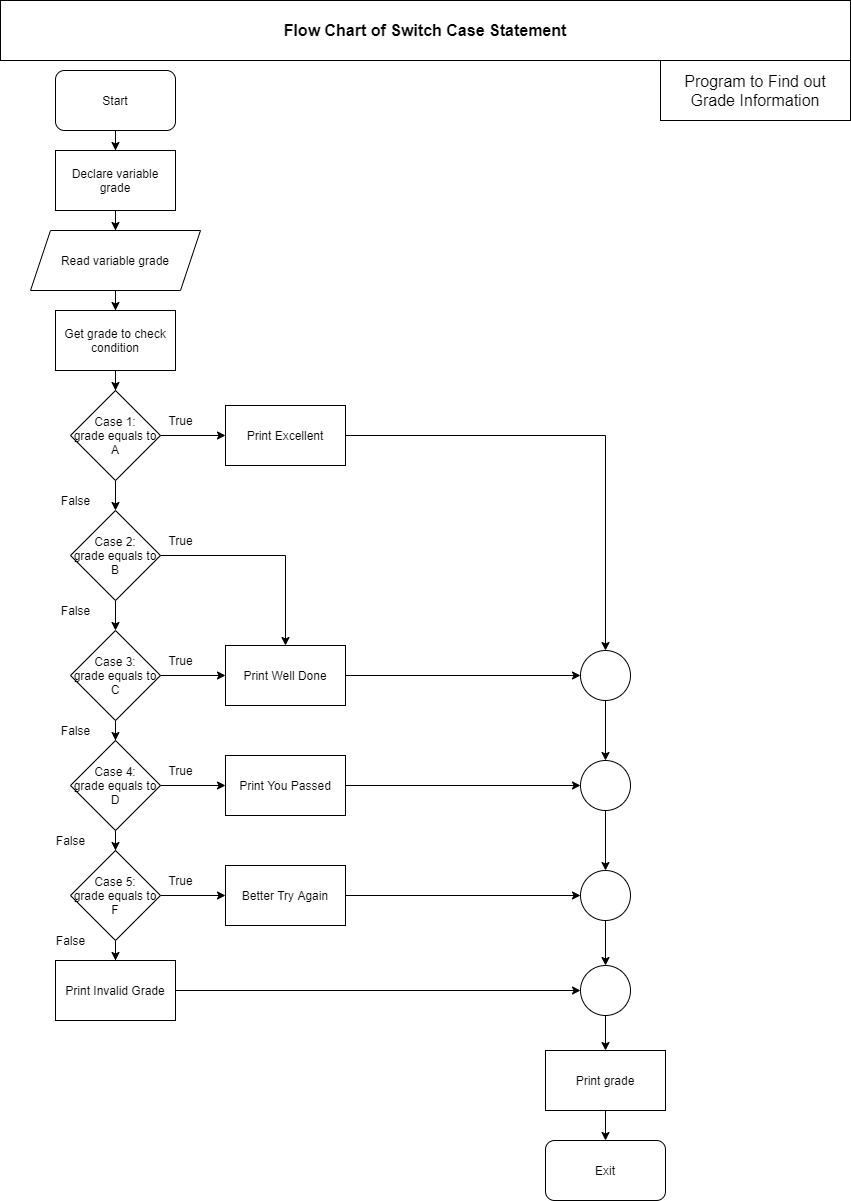 Flow Chart of Switch Case Statement
Program to Find out
Grade Information
Start
Declare variable
grade
Read variable grade
Get grade to check
condition
Case 1:
grade equals to
A
True
Print Excellent
False
Case 2:
grade equals to
B
True
False
Case 3:
grade equals to
C
True
Print Well Done
False
Case 4:
grade equals to
D
True
Print You Passed
False
Case 5:
grade equals to
F
True
Better Try Again
False
Print Invalid Grade
Print grade
Exit